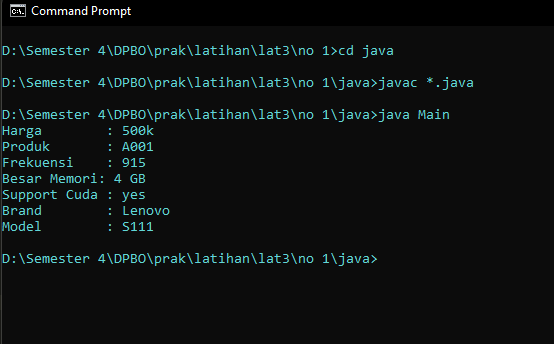 Command Prompt
D:\Semester 4\DPBO\prak\latihan\lat3\no 1>cd java
D:\Semester 4\DPBO\prak\latihan\lat3\no 1\java>javac *.java
D:\Semester 4\DPBO\prak\latihan\lat3\no 1\java>java Main
Harga        : 500k
Produk       : A001
Frekuensi    : 915
Besar Memori: 4 GB
Support Cuda : yes
Brand        : Lenovo
Model        : S111
D:\Semester 4\DPBO\prak\latihan\lat3\no 1\java>